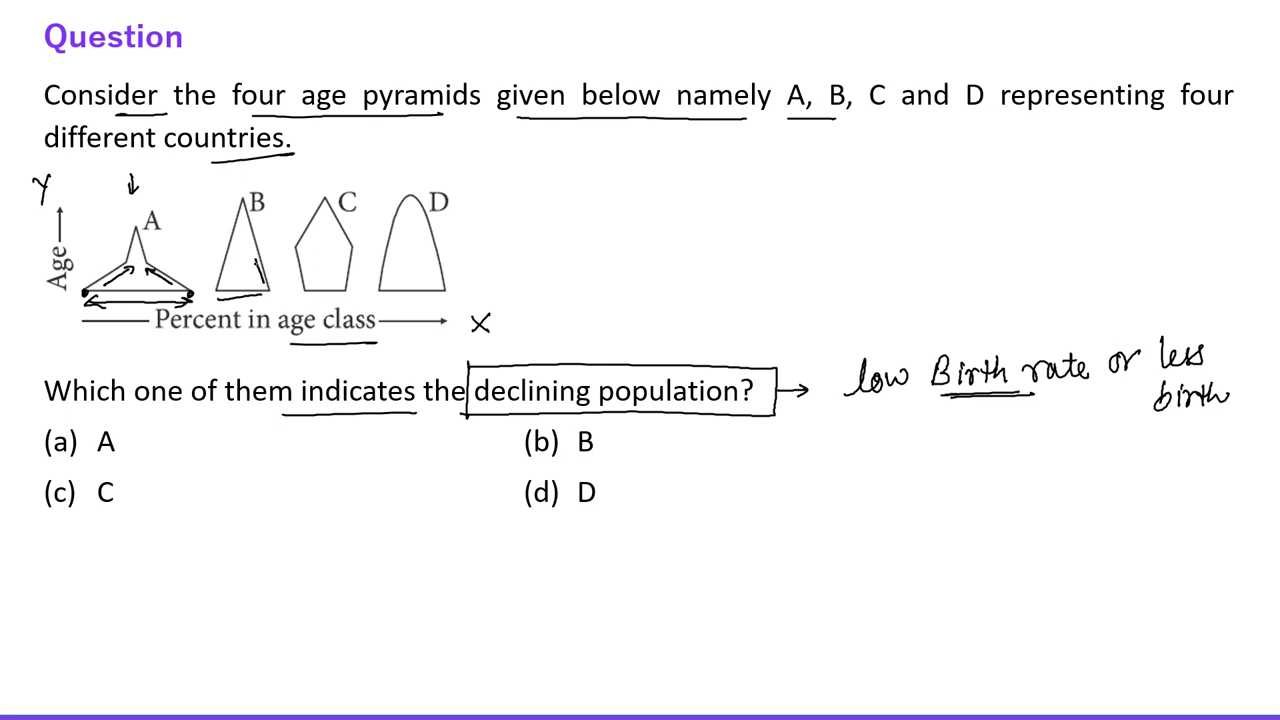 Question
Consider the four age pyramids given below namely A, B, C and D representing four
different countries.
Y
A
B
C
D
Age
Percent in age class
X
Which one of them indicates the declining population? → low Birth rate or less
birth
(a) A
(b) B
(c) C
(d) D